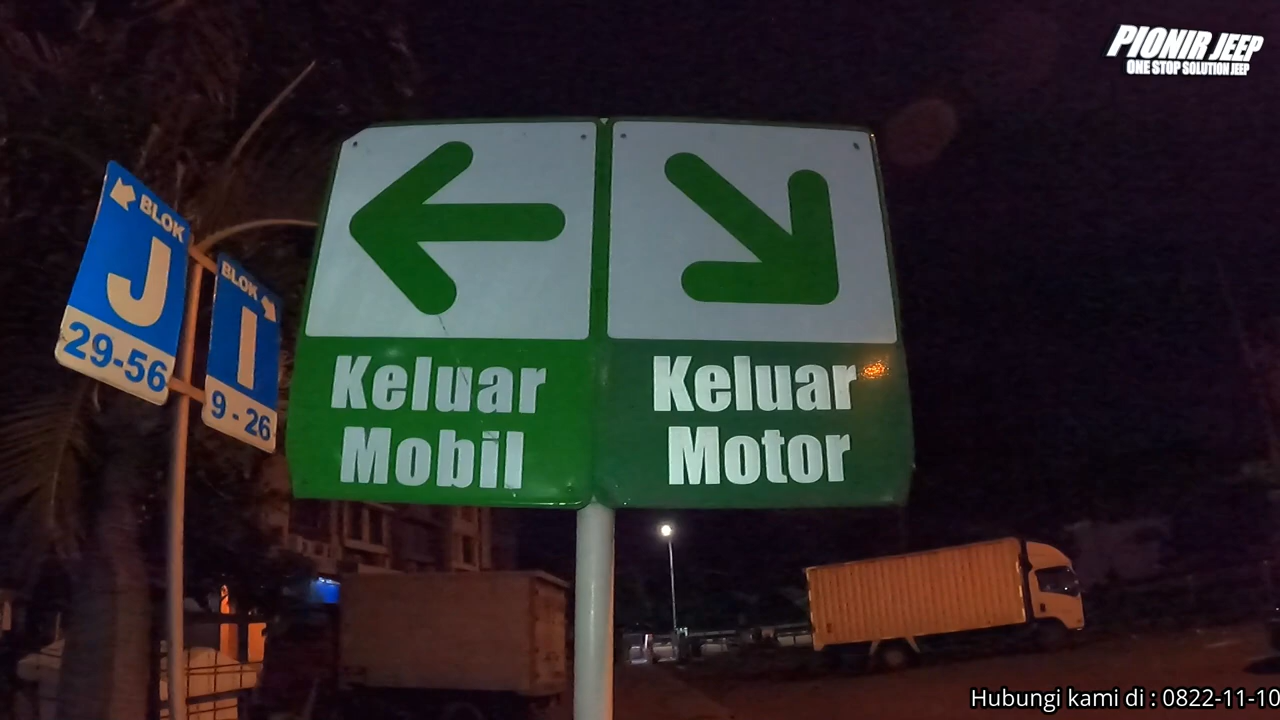 PIONIR JEEP
ONE STOP SOLUTION JEEP
BLOK
J
29-56
BLOK
I
9 - 26
Keluar
Mobil
Keluar
Motor
Hubungi kami di : 0822-11-10